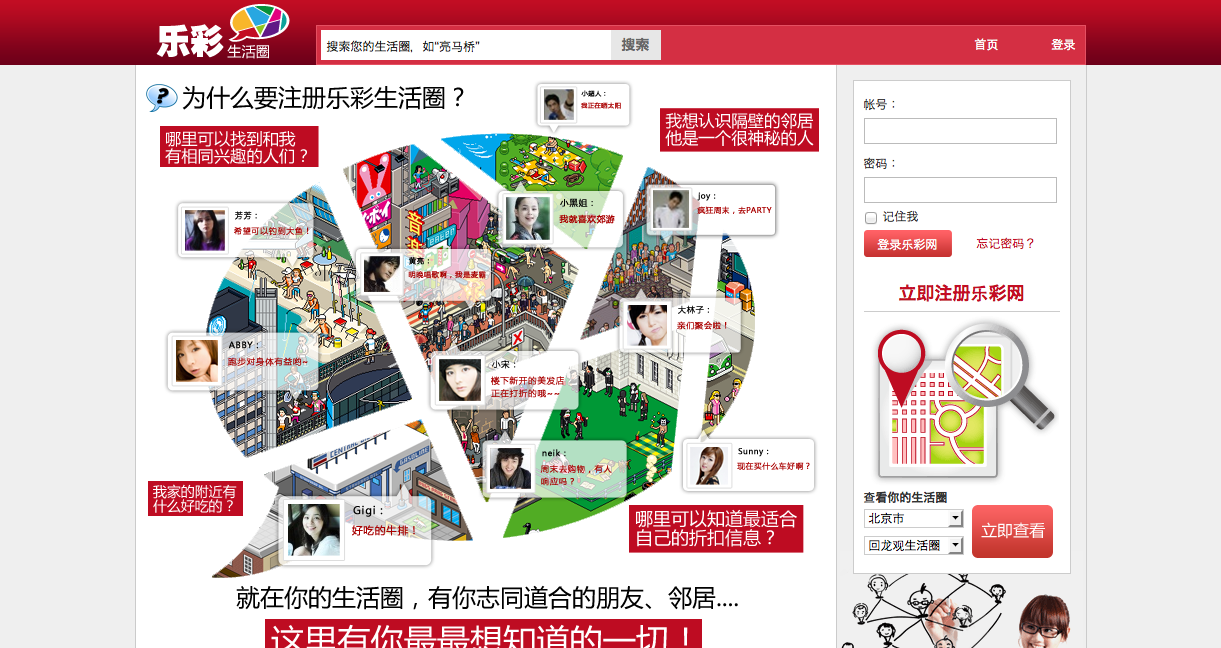 乐彩
生活圈
搜索您的生活圈，如"亮马桥"
搜索
首页
登录
为什么要注册乐彩生活圈？
哪里可以找到和我
有相同兴趣的人们？
我想认识隔壁的邻居
他是一个很神秘的人
小猫人：
我正在晒太阳
芳芳：
希望可以钓到大鱼！
小黑姐：
我就喜欢郊游
joy：
疯狂周末，去PARTY
黄亮：
明晚唱歌啊，我是麦霸
大林子：
亲们聚会啦！
ABBY：
跑步对身体有益哟~
小宋：
楼下新开的美发店
正在打折的哦~~
neik：
周末去购物，有人
响应吗？
Sunny：
现在买什么车好啊？
Gigi：
好吃的牛排！
我家的附近有
什么好吃的？
哪里可以知道最适合
自己的折扣信息？
就在你的生活圈，有你志同道合的朋友、邻居....
这里有你最最想知道的一切！
帐号：
密码：
记住我
登录乐彩网
忘记密码？
立即注册乐彩网
查看你的生活圈
北京市
回龙观生活圈
立即查看